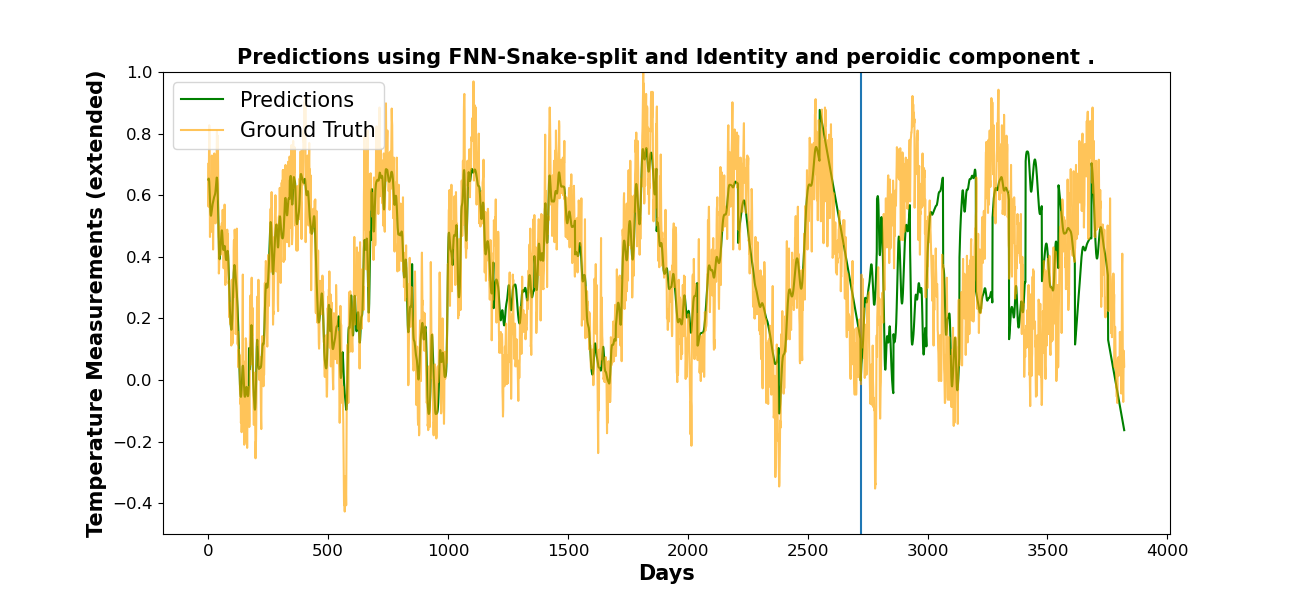 Predictions using FNN-Snake-split and Identity and peroidic component .
Temperature Measurements (extended)
1.0
0.8
0.6
0.4
0.2
0.0
−0.2
−0.4
Predictions
Ground Truth
0 500 1000 1500 2000 2500 3000 3500 4000
Days